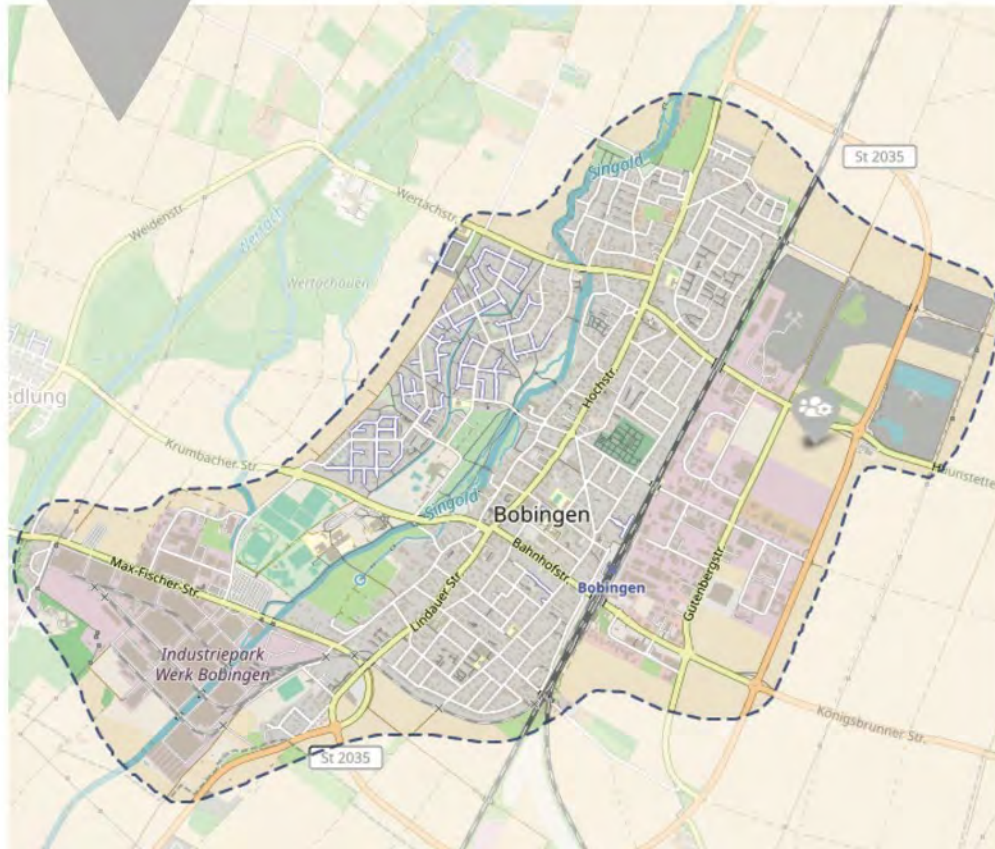 St 2035
Singold
Weidenstr.
Wertach
Wertachstr.
Wertachauen
edlung
Hochstr.
Krumbacher Str
Haunstette
Singold
Bobingen
Max-Fischer-Str.
Bahnhofstr.
Bobingen
Gutenbergstr.
Lindauer Str.
Industriepark
Werk Bobingen
Königsbrunner Str.
St 2035